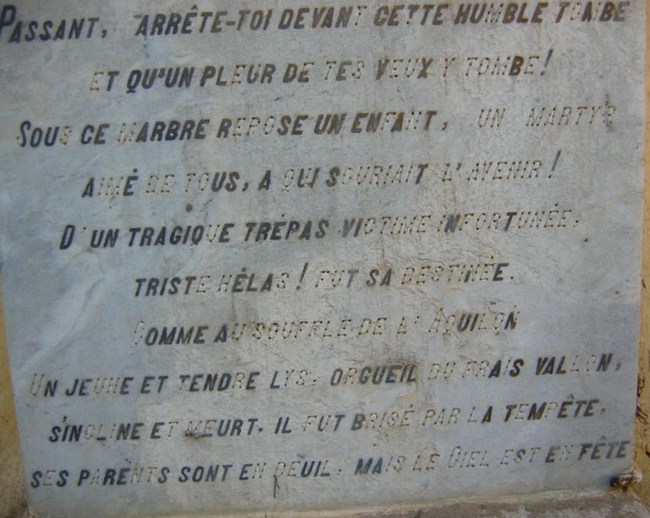 PASSANT, ARRÊTE-TOI DEVANT CETTE HUMBLE TOMBE
ET QU'UN PLEUR DE TES YEUX Y TOMBE!
SOUS CE MARBRE REPOSE UN ENFANT, UN MARTYR
AIMÉ DE TOUS, A QUI SOURIAIT L'AVENIR!
D'UN TRAGIQUE TRÉPAS VICTIME INFORTUNÉE,
TRISTE HÉLAS! FUT SA DESTINÉE.
COMME AU SOUFFLE DE L'AQUILON
UN JEUNE ET TENDRE LYS, ORGUEIL DU FRAIS VALLON,
S'INCLINE ET MEURT, IL FUT BRISÉ PAR LA TEMPÊTE,
SES PARENTS SONT EN DEUIL, MAIS LE CIEL EST EN FÊTE